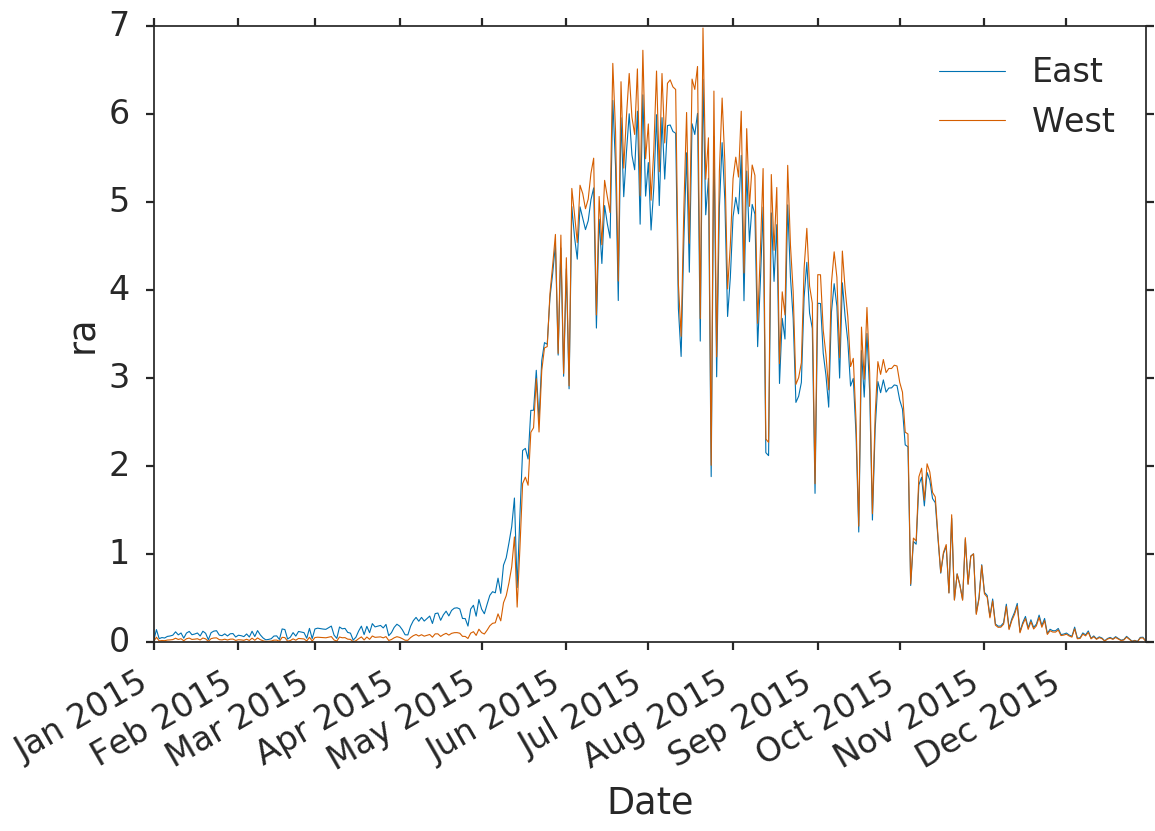 7
6
5
4
3
2
1
0
ra
East
West
Jan 2015
Feb 2015
Mar 2015
Apr 2015
May 2015
Jun 2015
Jul 2015
Aug 2015
Sep 2015
Oct 2015
Nov 2015
Dec 2015
Date